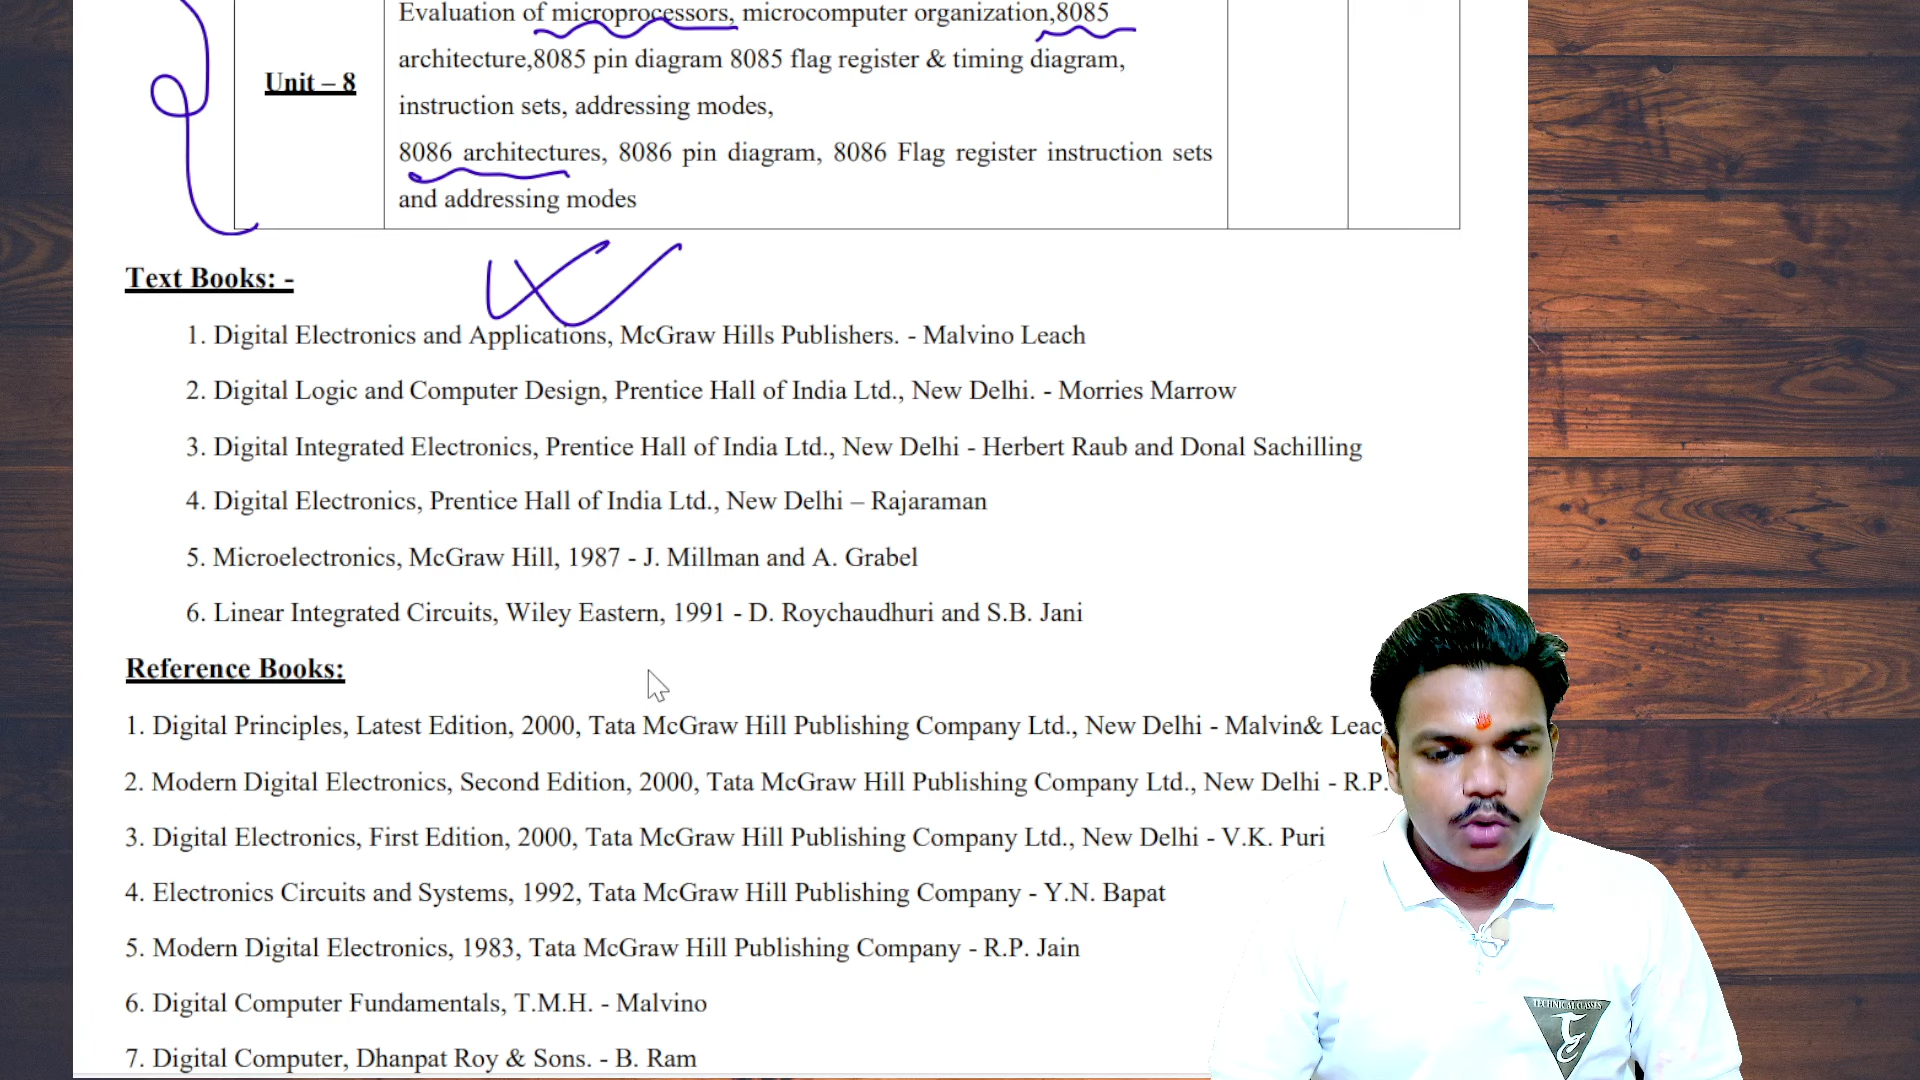 Evaluation of microprocessors, microcomputer organization,8085
architecture,8085 pin diagram 8085 flag register & timing diagram,
Unit – 8
instruction sets, addressing modes,
8086 architectures, 8086 pin diagram, 8086 Flag register instruction sets
and addressing modes
Text Books: -
1. Digital Electronics and Applications, McGraw Hills Publishers. - Malvino Leach
2. Digital Logic and Computer Design, Prentice Hall of India Ltd., New Delhi. - Morries Marrow
3. Digital Integrated Electronics, Prentice Hall of India Ltd., New Delhi - Herbert Raub and Donal Sachilling
4. Digital Electronics, Prentice Hall of India Ltd., New Delhi – Rajaraman
5. Microelectronics, McGraw Hill, 1987 - J. Millman and A. Grabel
6. Linear Integrated Circuits, Wiley Eastern, 1991 - D. Roychaudhuri and S.B. Jani
Reference Books:
1. Digital Principles, Latest Edition, 2000, Tata McGraw Hill Publishing Company Ltd., New Delhi - Malvin& Leac
2. Modern Digital Electronics, Second Edition, 2000, Tata McGraw Hill Publishing Company Ltd., New Delhi - R.P.
3. Digital Electronics, First Edition, 2000, Tata McGraw Hill Publishing Company Ltd., New Delhi - V.K. Puri
4. Electronics Circuits and Systems, 1992, Tata McGraw Hill Publishing Company - Y.N. Bapat
5. Modern Digital Electronics, 1983, Tata McGraw Hill Publishing Company - R.P. Jain
6. Digital Computer Fundamentals, T.M.H. - Malvino
7. Digital Computer, Dhanpat Roy & Sons. - B. Ram
TECHNICAL CLASSES
TC